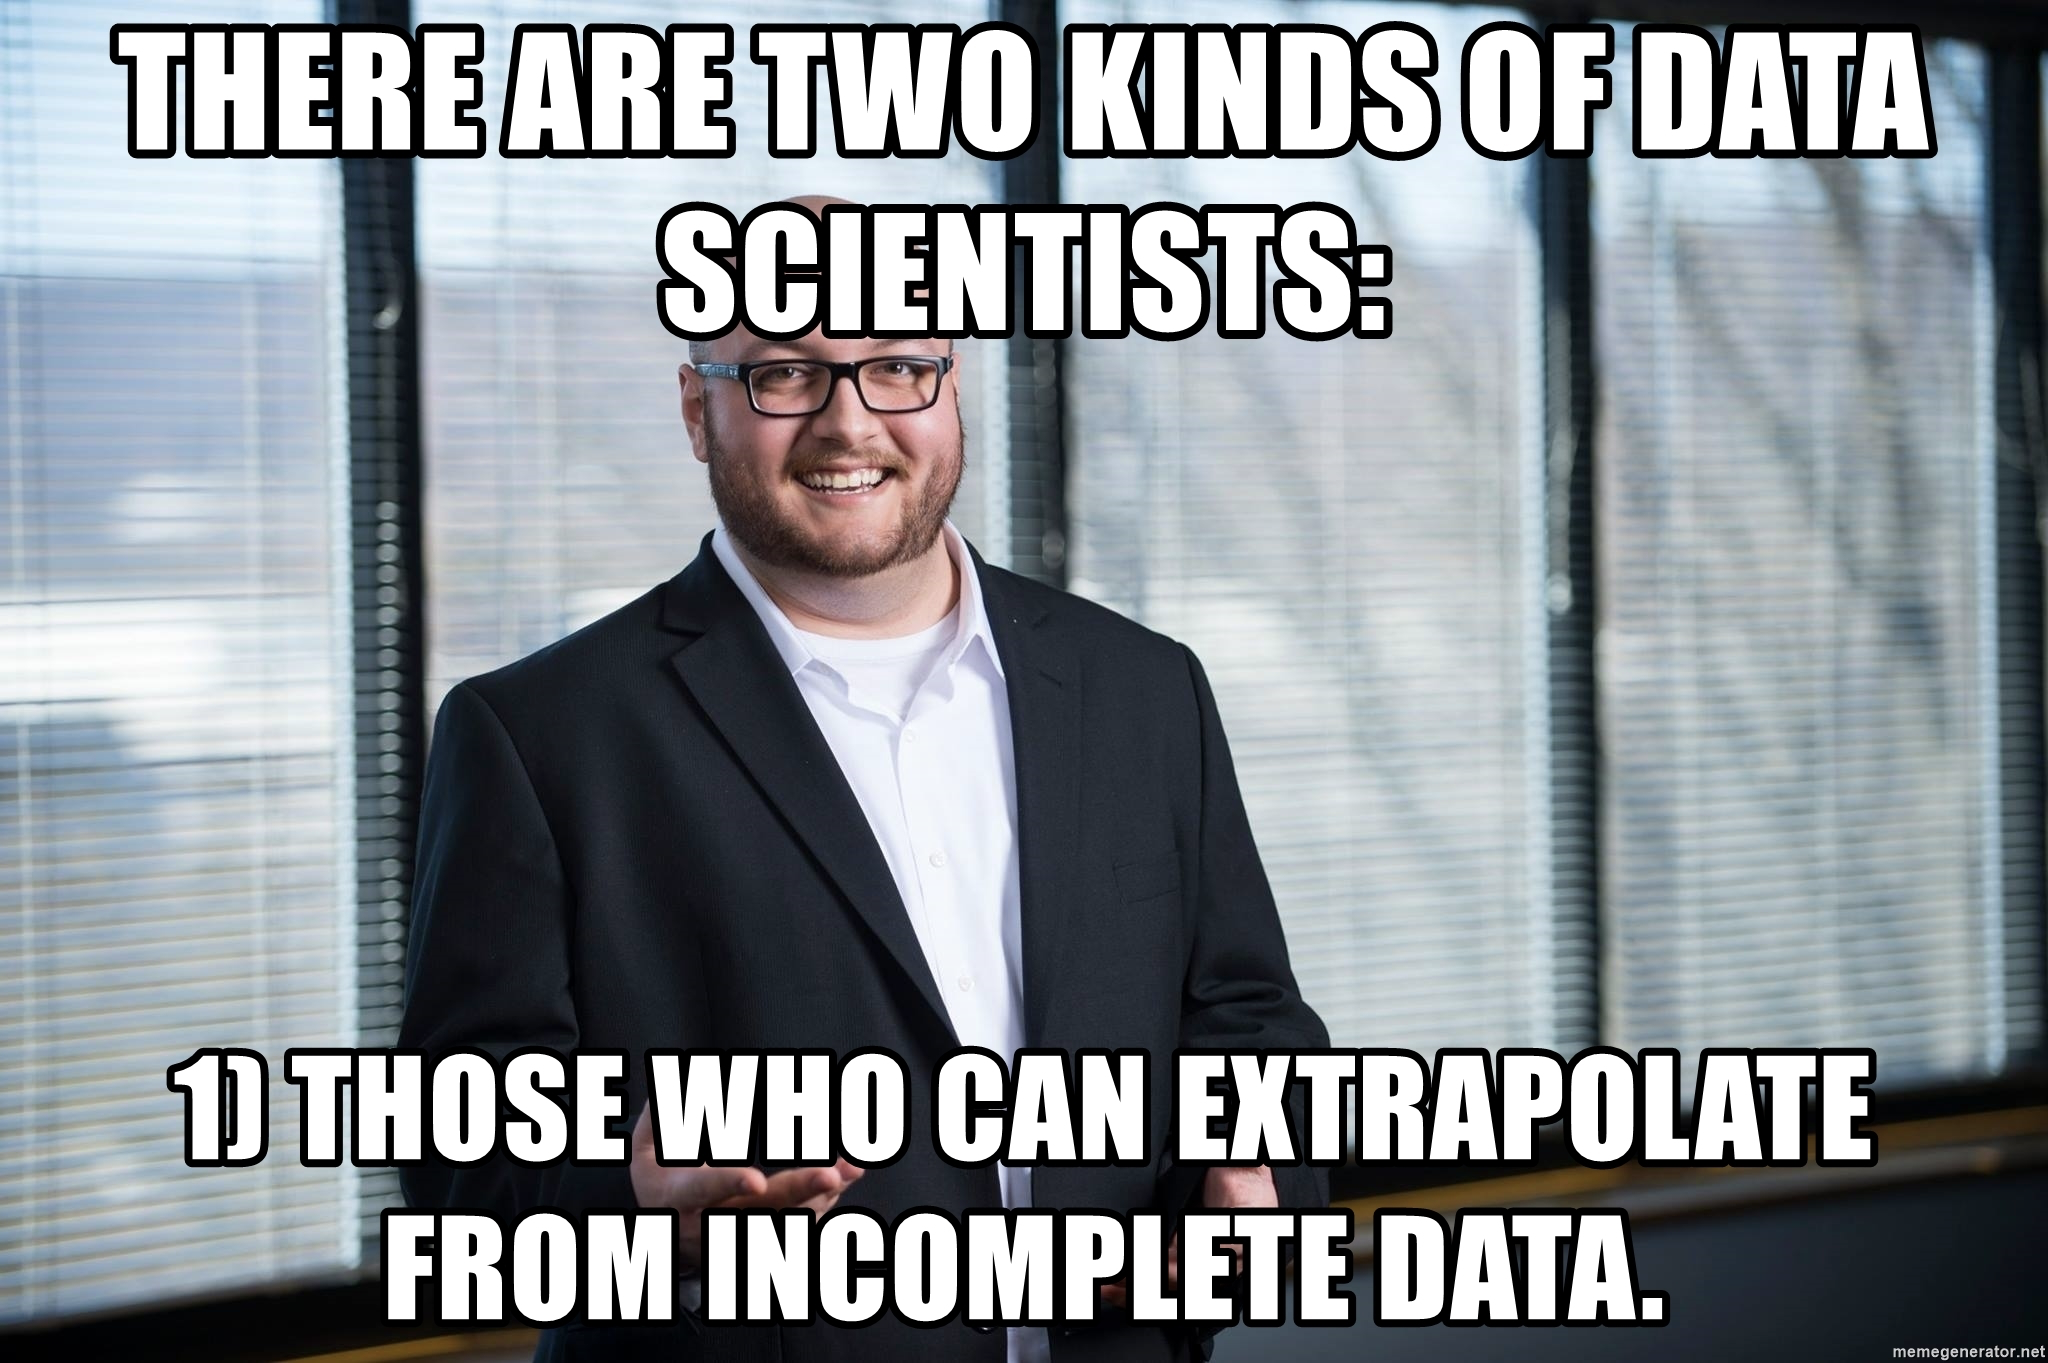 THERE ARE TWO KINDS OF DATA
SCIENTISTS:
1) THOSE WHO CAN EXTRAPOLATE
FROM INCOMPLETE DATA.
memegenerator.net